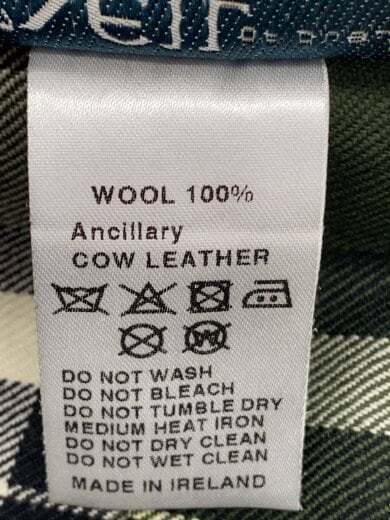 WOOL 100%
Ancillary
COW LEATHER
W
DO NOT WASH
DO NOT BLEACH
DO NOT TUMBLE DRY
MEDIUM HEAT IRON
DO NOT DRY CLEAN
DO NOT WET CLEAN
MADE IN IRELAND